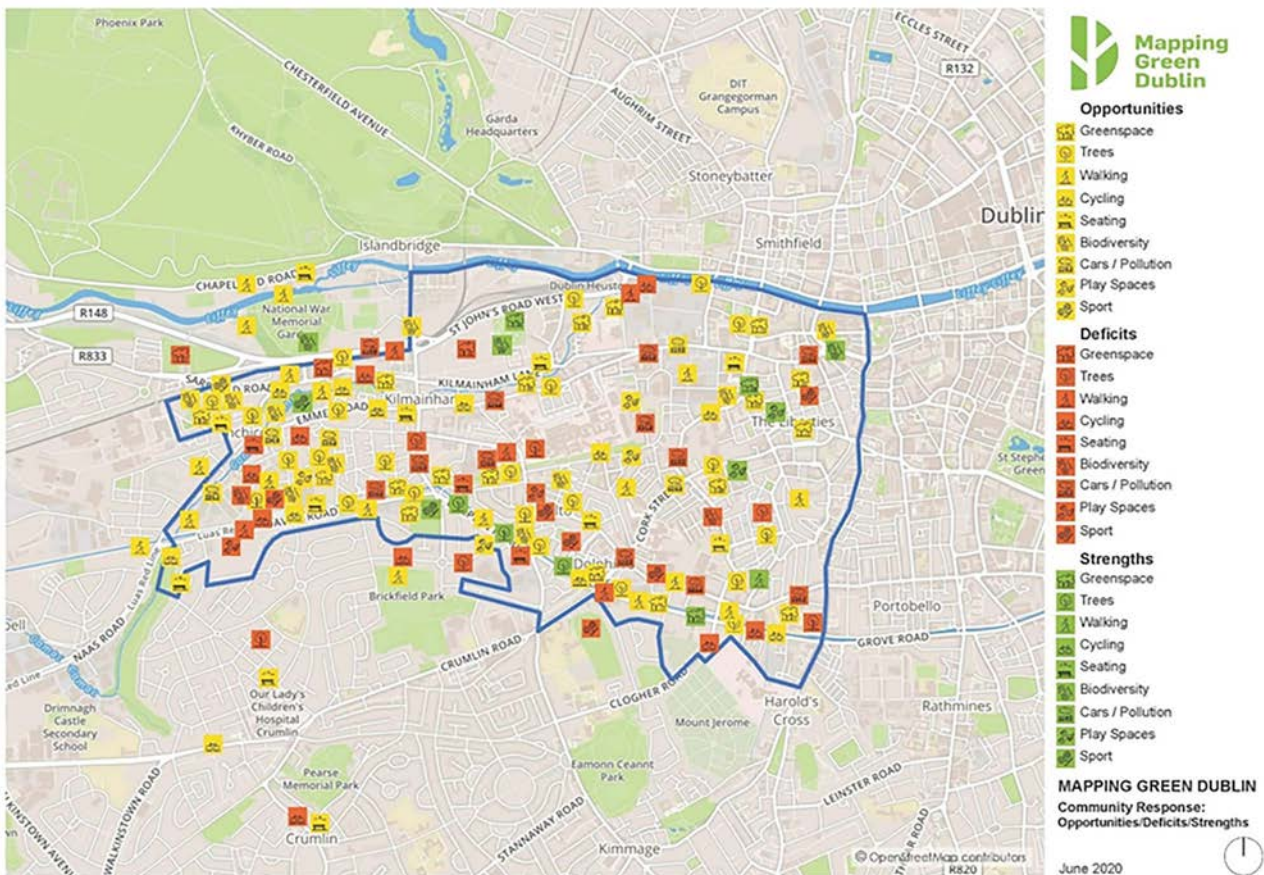 Phoenix Park
CHESTERFIELD AVENUE
KHYBER ROAD
Garda
Headquarters
AUGHRIM STREET
DIT
Grangegorman
Campus
ECCLES STREET
R132
Stoneybatter
Dublin
Smithfield
Islandbridge
Liffey
National War
Memorial
R148
R833
ST JOHN'S ROAD WEST
KILMAINHAM LANE
Kilmainham
The Liberties
St Stephen
Green
CORK STREET
Luas Red Line
NAAS ROAD
Brickfield Park
CRUMLIN ROAD
Portobello
GROVE ROAD
CLOGHER ROAD
Harold's
Cross
Mount Jerome
Rathmines
Our Lady's
Children's
Hospital
Crumlin
Drimnagh
Castle
Secondary
School
Eamonn Ceannt
Park
Pearse
Memorial Park
Crumlin
WALKINSTOWN ROAD
STANNAWAY ROAD
LEINSTER ROAD
Kimmage
© OpenStreetMap contributors
R820
Mapping
Green
Dublin
Opportunities
Greenspace
Trees
Walking
Cycling
Seating
Biodiversity
Cars / Pollution
Play Spaces
Sport
Deficits
Greenspace
Trees
Walking
Cycling
Seating
Biodiversity
Cars / Pollution
Play Spaces
Sport
Strengths
Greenspace
Trees
Walking
Cycling
Seating
Biodiversity
Cars / Pollution
Play Spaces
Sport
MAPPING GREEN DUBLIN
Community Response:
Opportunities/Deficits/Strengths
June 2020